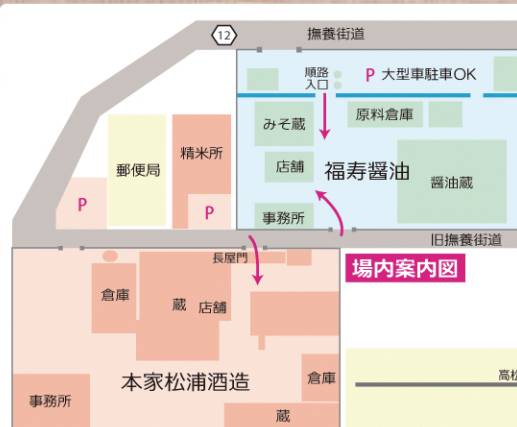 12
撫養街道
順路
入口
P 大型車駐車OK
みそ蔵
原料倉庫
精米所
郵便局
店舗
福寿醤油
醤油蔵
P
P
事務所
旧撫養街道
長屋門
場内案内図
倉庫
蔵
店舗
本家松浦酒造
倉庫
高松
事務所
蔵